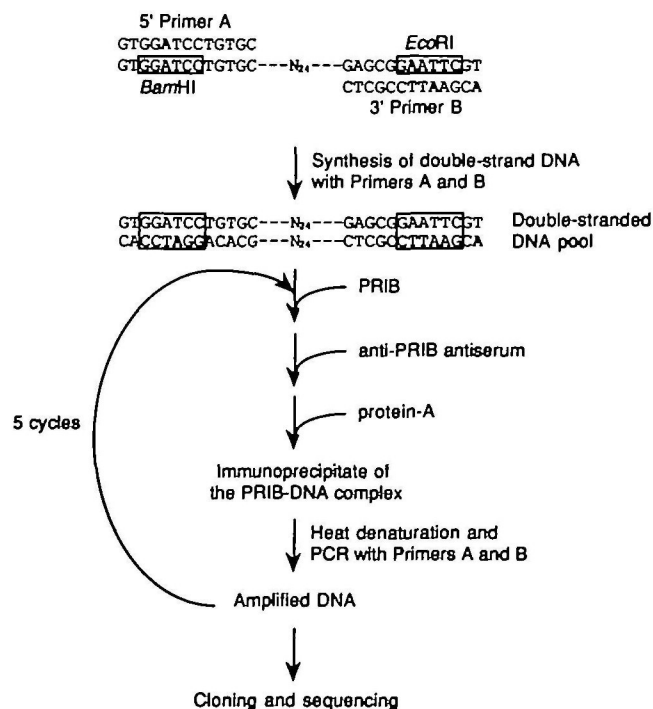 5' Primer A
GTGGATCCTGTGC
EcoRI
GTGGATCCTGTGC---N24---GAGCGGAATTCGT
BamHI
CTCGCCTTAAGCA
3' Primer B
Synthesis of double-strand DNA
with Primers A and B
GTGGATCCTGTGC---N24---GAGCGGAATTCGT
CACCTAGGACACG---N24---CTCGCCTTAAGCA
Double-stranded
DNA pool
PRIB
anti-PRIB antiserum
protein-A
5 cycles
Immunoprecipitate of
the PRIB-DNA complex
Heat denaturation and
PCR with Primers A and B
Amplified DNA
Cloning and sequencing